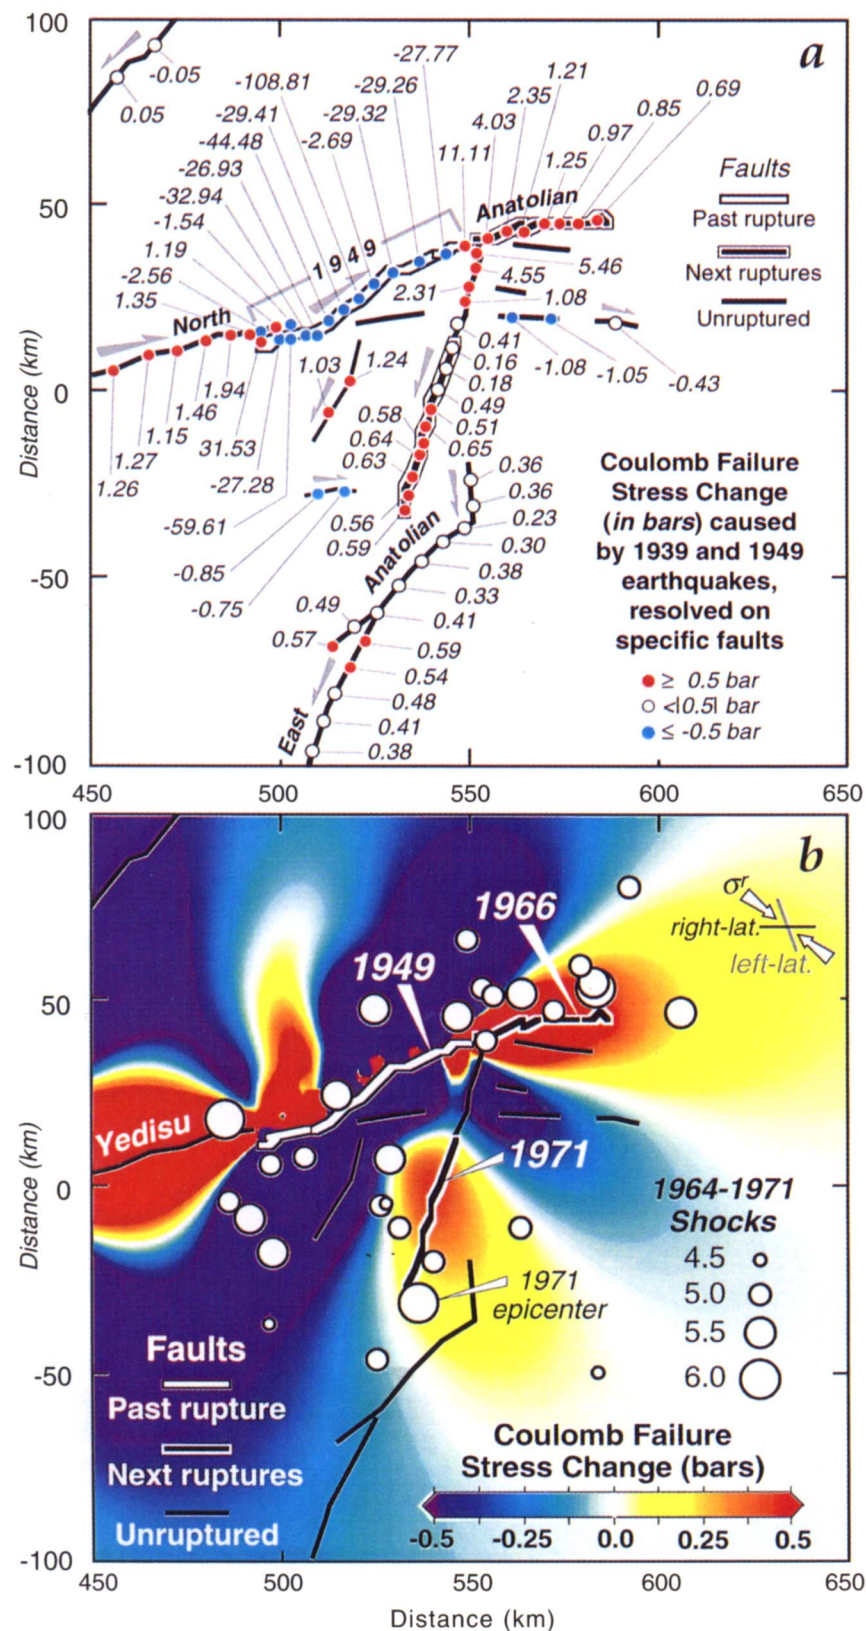 a
100
50
0
-50
-100
Distance (km)
450
500
550
600
650
-0.05
0.05
-27.77
-108.81
-29.26
-29.41
-29.32
-44.48
-2.69
-26.93
-32.94
-1.54
1.19
-2.56
1.35
1.21
2.35
4.03
11.11
0.69
0.85
0.97
1.25
Anatolian
1949
North
5.46
4.55
2.31
1.08
Faults
Past rupture
Next ruptures
Unruptured
-1.08
-1.05
-0.43
0.41
0.16
0.18
0.49
0.51
0.65
1.24
1.03
0.58
0.64
0.63
0.56
0.59
1.94
1.46
1.15
1.27
1.26
31.53
-27.28
-59.61
-0.85
-0.75
0.36
0.36
0.23
0.30
0.38
0.33
0.41
0.49
0.57
0.59
0.54
0.48
0.41
0.38
Anatolian
East
Coulomb Failure
Stress Change
(in bars) caused
by 1939 and 1949
earthquakes,
resolved on
specific faults
≥ 0.5 bar
<|0.5| bar
≤ -0.5 bar
b
100
50
0
-50
-100
Distance (km)
450
500
550
600
650
Distance (km)
σr
right-lat.
left-lat.
1966
1949
Yedisu
1971
1971
epicenter
1964-1971
Shocks
4.5
5.0
5.5
6.0
Faults
Past rupture
Next ruptures
Unruptured
Coulomb Failure
Stress Change (bars)
-0.5 -0.25 0.0 0.25 0.5